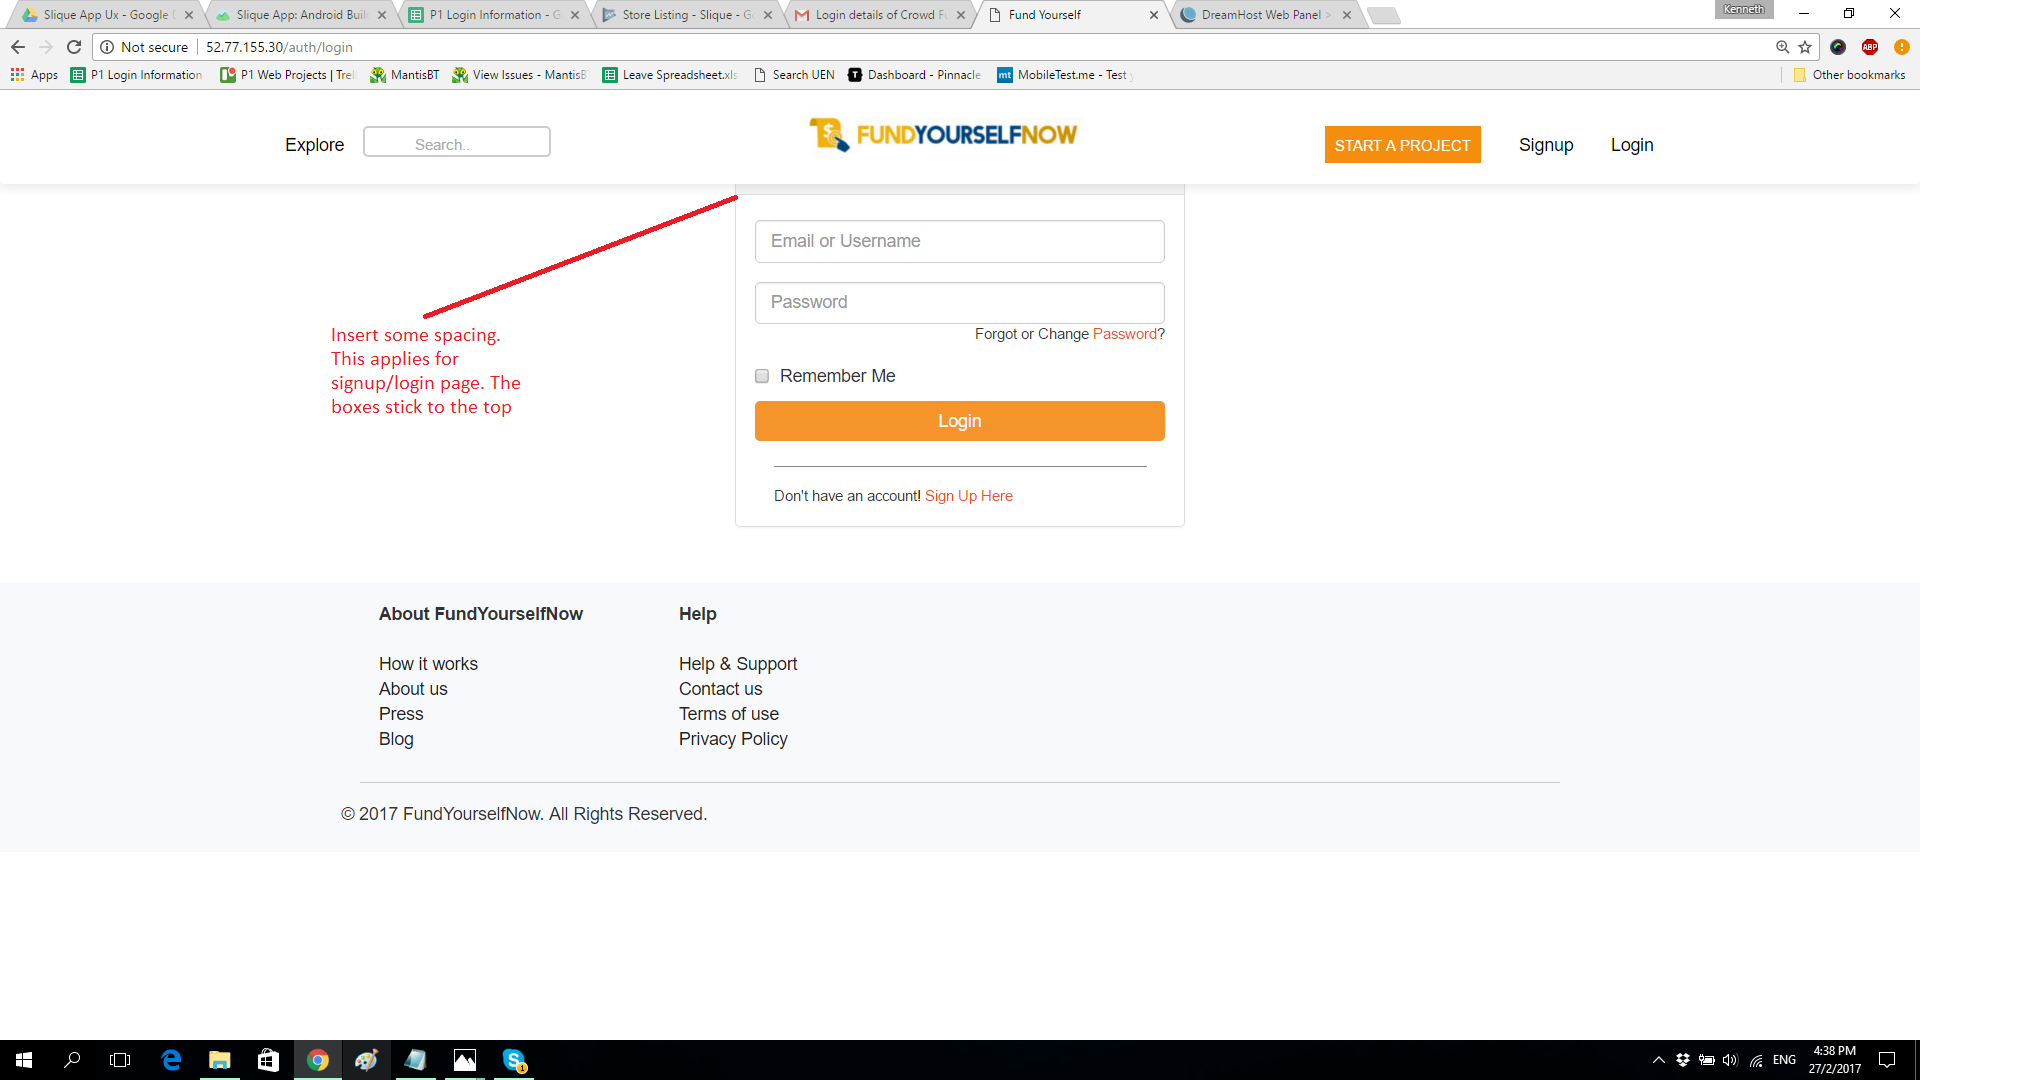 Slique App Ux - Google
Slique App: Android Buil
P1 Login Information - G
Store Listing - Slique - G
Login details of Crowd F
Fund Yourself
DreamHost Web Panel
Kenneth
Not secure
52.77.155.30/auth/login
ABP
Apps
P1 Login Information
P1 Web Projects | Trel
MantisBT
View Issues - MantisB
Leave Spreadsheet.xls
Search UEN
T
Dashboard - Pinnacle
mt
MobileTest.me - Test
Other bookmarks
Explore
Search..
FUNDYOURSELFNOW
START A PROJECT
Signup
Login
Email or Username
Password
Forgot or Change Password?
Remember Me
Login
Don't have an account! Sign Up Here
Insert some spacing.
This applies for
signup/login page. The
boxes stick to the top
About FundYourselfNow
Help
How it works
Help & Support
About us
Contact us
Press
Terms of use
Blog
Privacy Policy
© 2017 FundYourselfNow. All Rights Reserved.
1
ENG
4:38 PM
27/2/2017